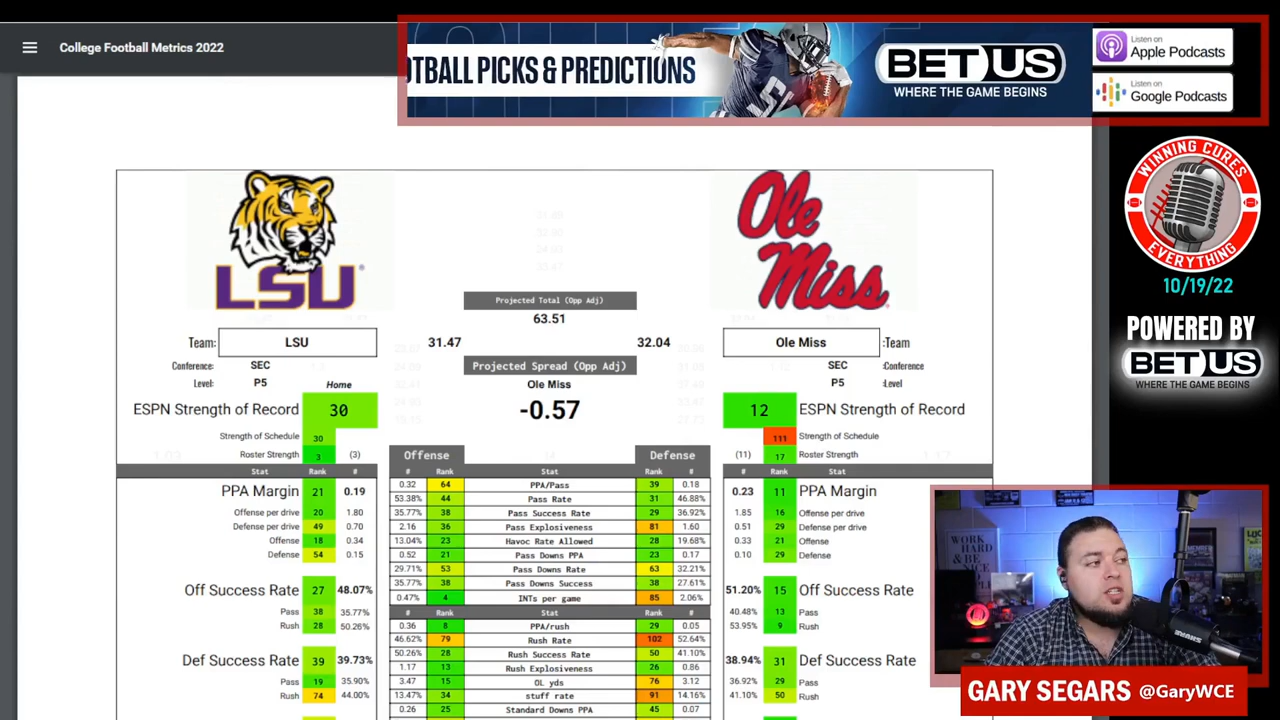 College Football Metrics 2022
OTBALL PICKS & PREDICTIONS
BETUS
WHERE THE GAME BEGINS
Listen on
Apple Podcasts
Listen on
Google Podcasts
WINNING CURES
EVERYTHING
10/19/22
POWERED BY
BETUS
WHERE THE GAME BEGINS
LSU
Ole Miss
Projected Total (Opp Adj)
63.51
Team: LSU 31.47 32.04 Ole Miss :Team
Projected Spread (Opp Adj)
Conference: SEC SEC :Conference
Level: P5 Home Ole Miss P5 :Level
-0.57
ESPN Strength of Record 30 12 ESPN Strength of Record
Strength of Schedule 30 111 Strength of Schedule
Roster Strength 3 (3) (11) 17 Roster Strength
Offense Defense
Stat Rank # # Rank Stat Rank # # Rank Stat
PPA Margin 21 0.19 0.23 11 PPA Margin
Offense per drive 20 1.80 1.85 16 Offense per drive
Defense per drive 49 0.70 0.51 29 Defense per drive
Offense 18 0.34 0.33 21 Offense
Defense 54 0.15 0.10 29 Defense
Off Success Rate 27 48.07% 51.20% 15 Off Success Rate
Pass 38 35.77% 40.48% 13 Pass
Rush 28 50.26% 53.95% 9 Rush
Def Success Rate 39 39.73% 38.94% 31 Def Success Rate
Pass 19 35.90% 36.92% 29 Pass
Rush 74 44.00% 41.10% 50 Rush
0.32 64 PPA/Pass 39 0.18
53.38% 44 Pass Rate 31 46.88%
35.77% 38 Pass Success Rate 29 36.92%
2.16 36 Pass Explosiveness 81 1.60
13.04% 23 Havoc Rate Allowed 28 19.68%
0.52 21 Pass Downs PPA 23 0.17
29.71% 53 Pass Downs Rate 63 32.21%
35.77% 38 Pass Downs Success 38 27.61%
0.47% 4 INTs per game 85 2.06%
# Rank Stat Rank #
0.36 8 PPA/rush 29 0.05
46.62% 79 Rush Rate 102 52.64%
50.26% 28 Rush Success Rate 50 41.10%
1.17 13 Rush Explosiveness 26 0.86
3.47 15 OL yds 76 3.12
13.47% 34 stuff rate 91 14.16%
0.26 25 Standard Downs PPA 45 0.07
GARY SEGARS @GaryWCE